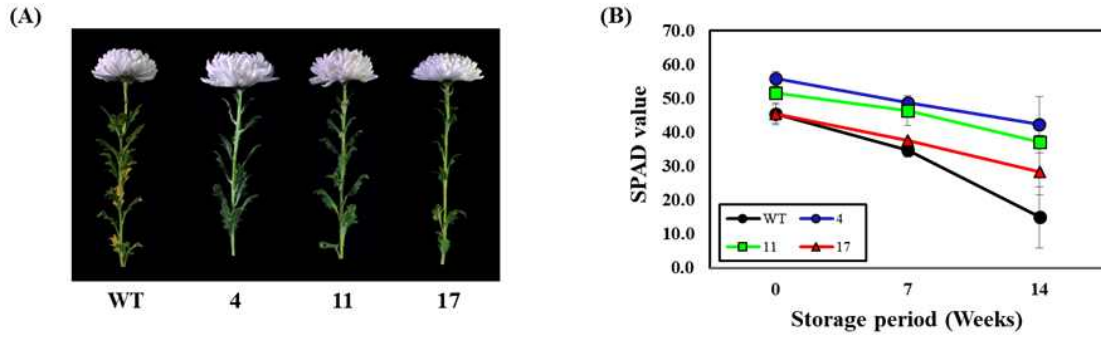 (A)
WT 4 11 17
(B)
SPAD value
70.0
60.0
50.0
40.0
30.0
20.0
10.0
0.0
WT 4
11 17
0 7 14
Storage period (Weeks)